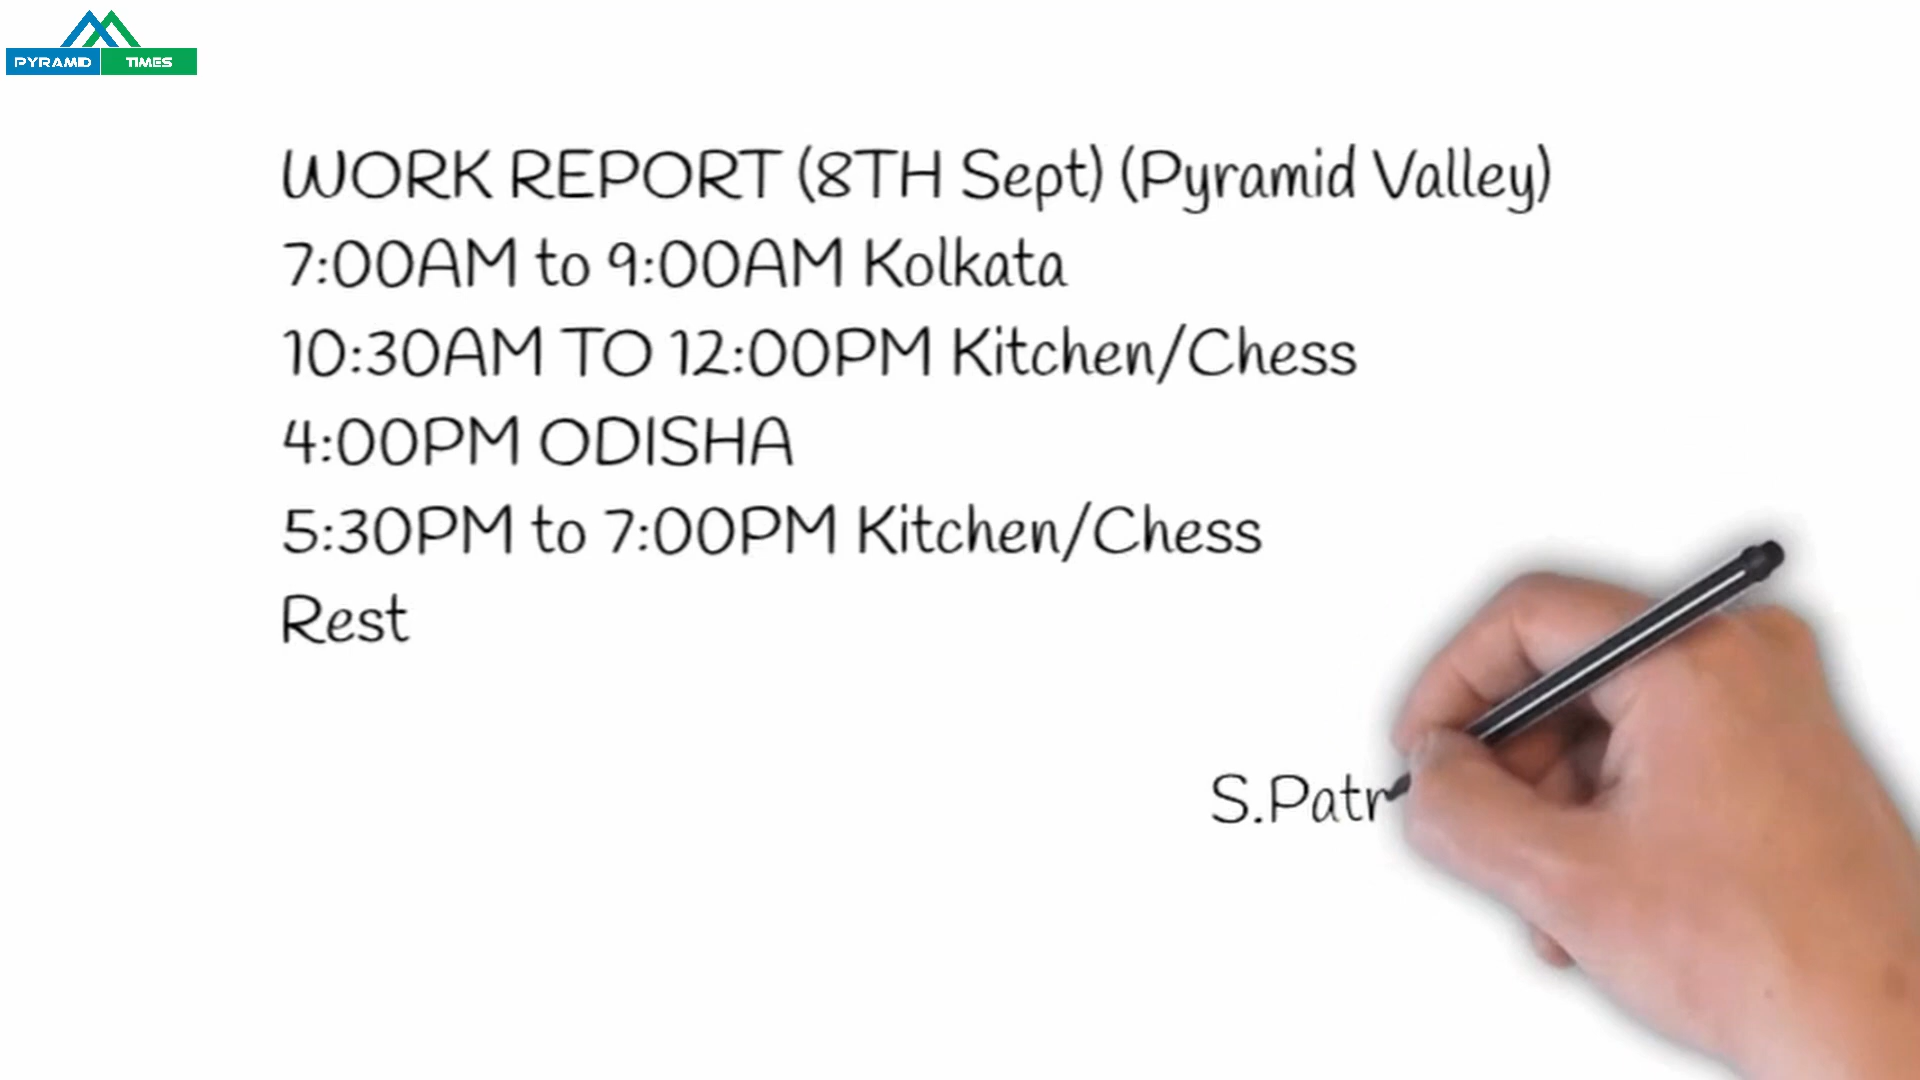 PYRAMID TIMES
WORK REPORT (8TH Sept) (Pyramid Valley)
7:00AM to 9:00AM Kolkata
10:30AM TO 12:00PM Kitchen/Chess
4:00PM ODISHA
5:30PM to 7:00PM Kitchen/Chess
Rest
S.Patr